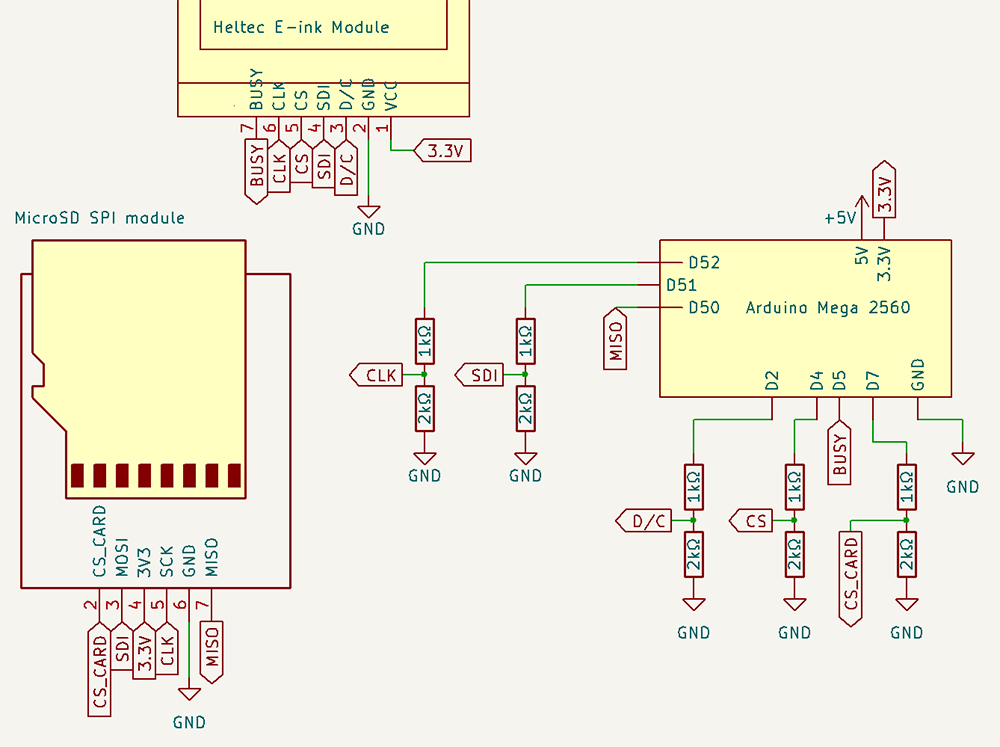 Heltec E-ink Module
BUSY
CLK
CS
SDI
D/C
GND
VCC
7
6
5
4
3
2
1
BUSY
CLK
CS
SDI
D/C
3.3V
GND
MicroSD SPI module
CS_CARD
MOSI
3V3
SCK
GND
MISO
2
3
4
5
6
7
CS_CARD
SDI
3.3V
CLK
MISO
GND
1kΩ
CLK
2kΩ
GND
1kΩ
SDI
2kΩ
GND
MISO
+5V
3.3V
5V
3.3V
D52
D51
D50
Arduino Mega 2560
D2
D4
D5
D7
GND
BUSY
GND
1kΩ
D/C
2kΩ
GND
1kΩ
CS
2kΩ
GND
1kΩ
CS_CARD
2kΩ
GND